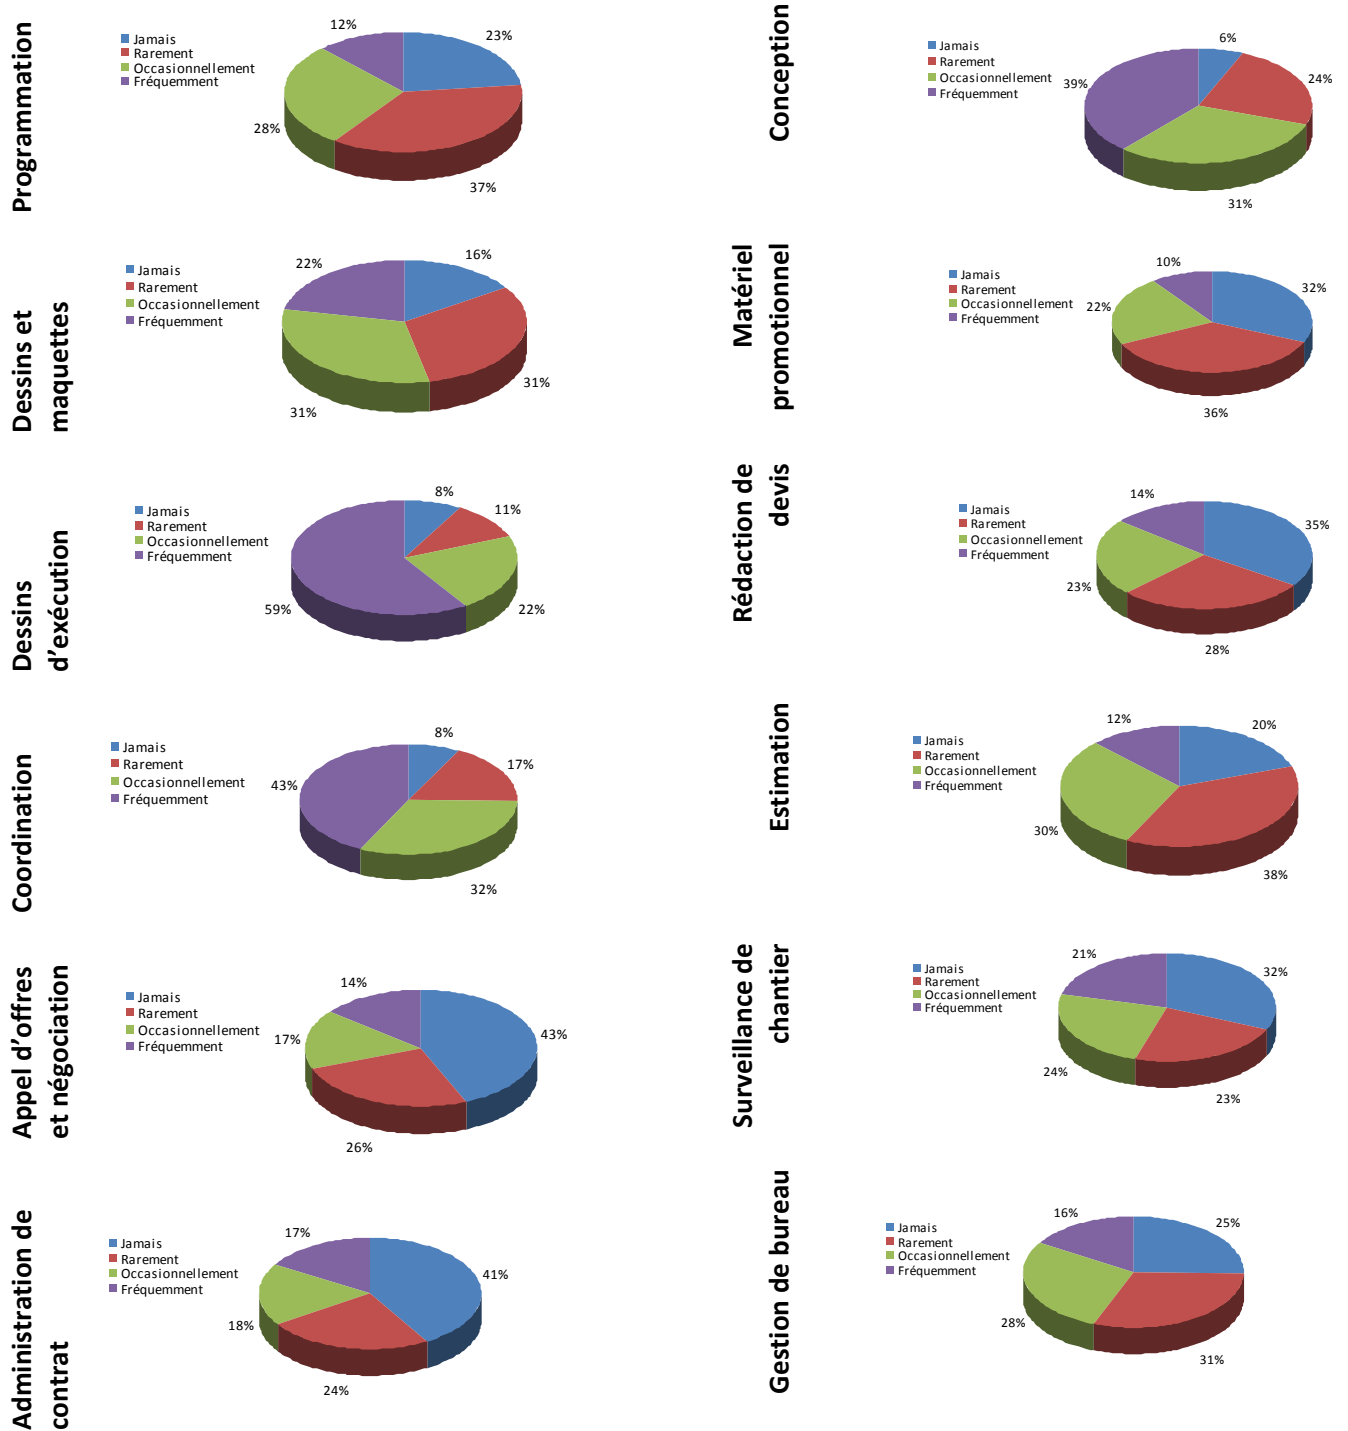 Programmation
Jamais
Rarement
Occasionnellement
Fréquemment
12%
23%
28%
37%
Conception
Jamais
Rarement
Occasionnellement
Fréquemment
6%
24%
39%
31%
Dessins et
maquettes
Jamais
Rarement
Occasionnellement
Fréquemment
22%
16%
31%
31%
Matériel
promotionnel
Jamais
Rarement
Occasionnellement
Fréquemment
10%
32%
22%
36%
Dessins
d'exécution
Jamais
Rarement
Occasionnellement
Fréquemment
8%
11%
59%
22%
Rédaction de
devis
Jamais
Rarement
Occasionnellement
Fréquemment
14%
35%
23%
28%
Coordination
Jamais
Rarement
Occasionnellement
Fréquemment
8%
17%
43%
32%
Estimation
Jamais
Rarement
Occasionnellement
Fréquemment
12%
20%
30%
38%
Appel d'offres
et négociation
Jamais
Rarement
Occasionnellement
Fréquemment
14%
43%
17%
26%
Surveillance de
chantier
Jamais
Rarement
Occasionnellement
Fréquemment
21%
32%
24%
23%
Administration de
contrat
Jamais
Rarement
Occasionnellement
Fréquemment
17%
41%
18%
24%
Gestion de bureau
Jamais
Rarement
Occasionnellement
Fréquemment
16%
25%
28%
31%